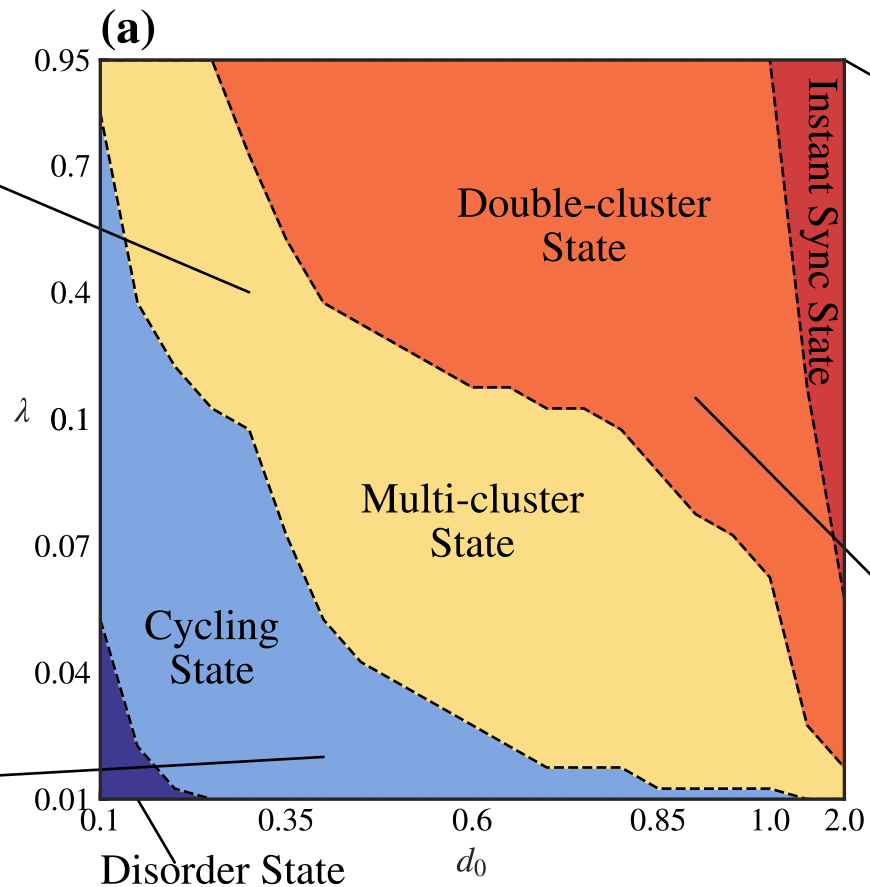 (a)
0.95
0.7
0.4
λ
0.1
0.07
0.04
0.01
Double-cluster
State
Instant Sync State
Multi-cluster
State
Cycling
State
0.1
0.35
0.6
0.85
1.0
2.0
Disorder State
d₀